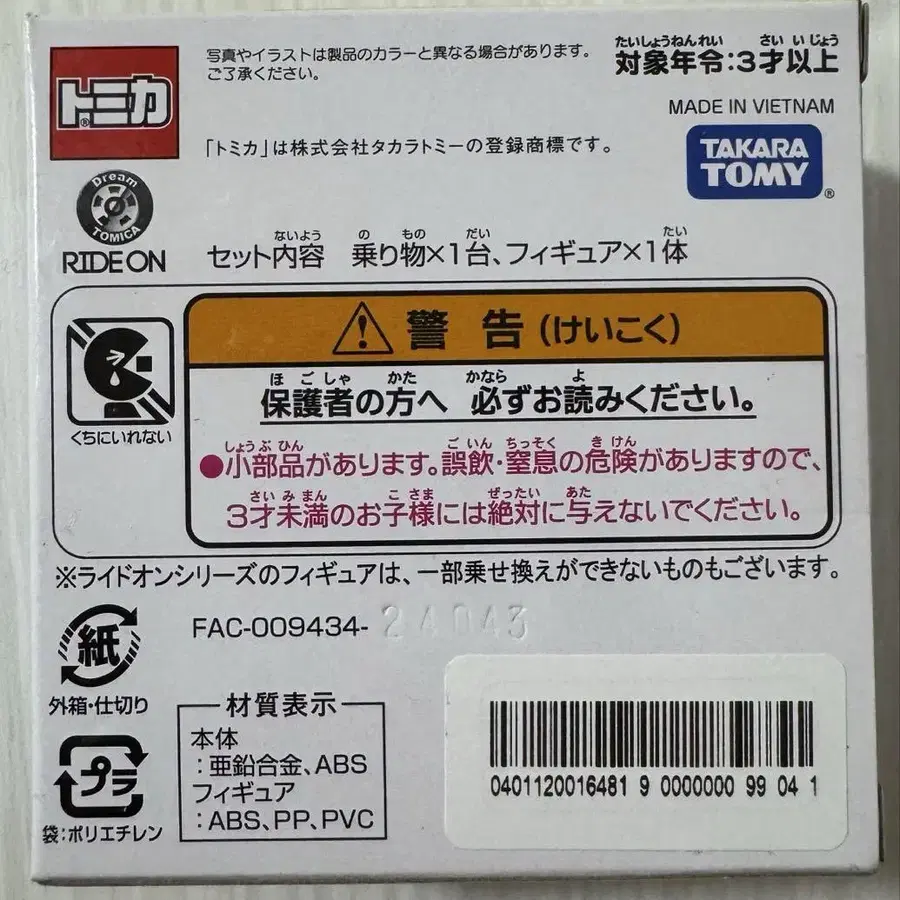 トミカ®
写真やイラストは製品のカラーと異なる場合があります。
ご了承ください。
たいしょうねんれい さい いじょう
対象年令:3才以上
MADE IN VIETNAM
「トミカ」は株式会社タカラトミーの登録商標です。
TAKARA
TOMY®
Dream
TOMICA
RIDE ON
ないよう の もの だい たい
セット内容 乗り物×1台、フィギュア×1体
警告(けいこく)
ほごしゃ かた かなら よ
保護者の方へ 必ずお読みください。
しょうぶひん ごいん ちっそく きけん
●小部品があります。誤飲・窒息の危険がありますので、
さいみまん こさま ぜったい あた
3才未満のお子様には絶対に与えないでください。
くちにいれない
※ライドオンシリーズのフィギュアは、一部乗せ換えができないものもございます。
紙
外箱・仕切り
FAC-009434-24043
材質表示
本体
:亜鉛合金、ABS
フィギュア
:ABS、PP、PVC
プラ
袋:ポリエチレン
0401120016481 9 0000000 99 04 1